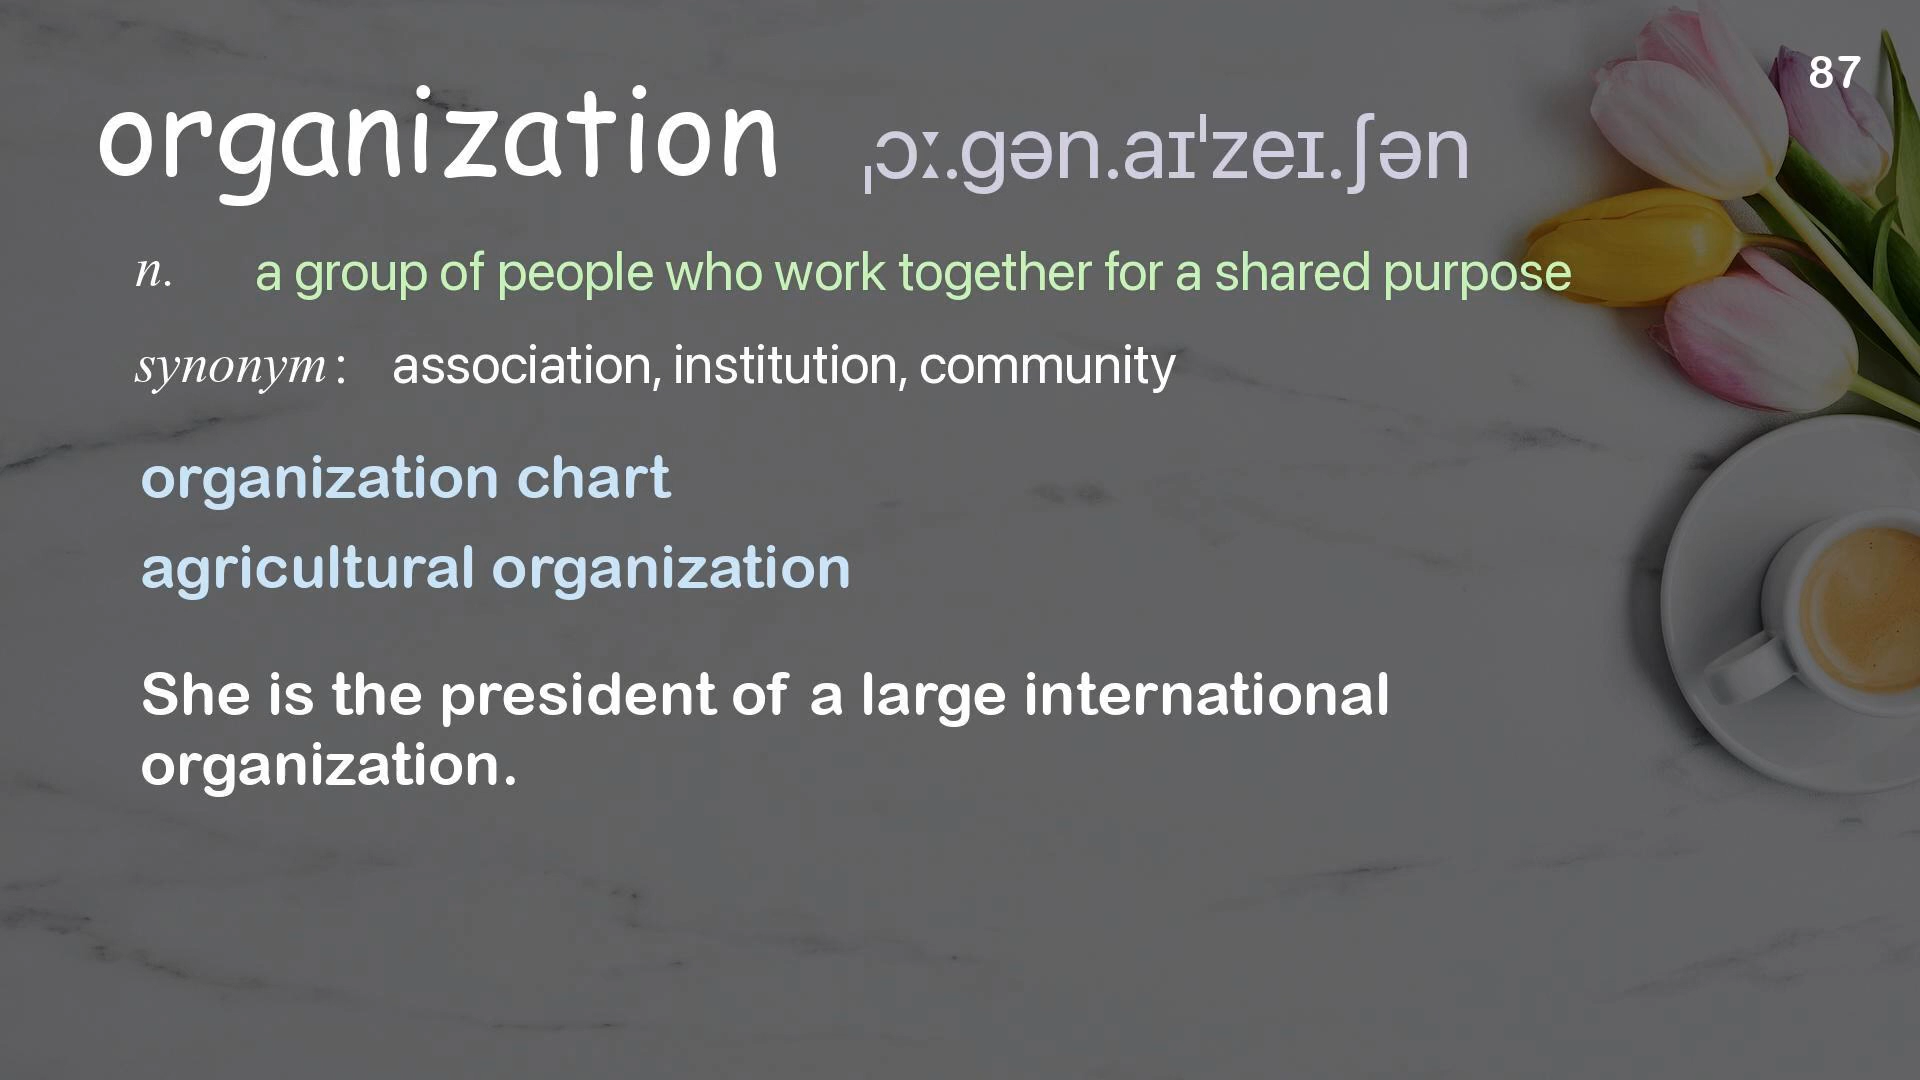 87
organization ˌɔː.gən.aɪˈzeɪ.ʃən
n. a group of people who work together for a shared purpose
synonym : association, institution, community
organization chart
agricultural organization
She is the president of a large international
organization.